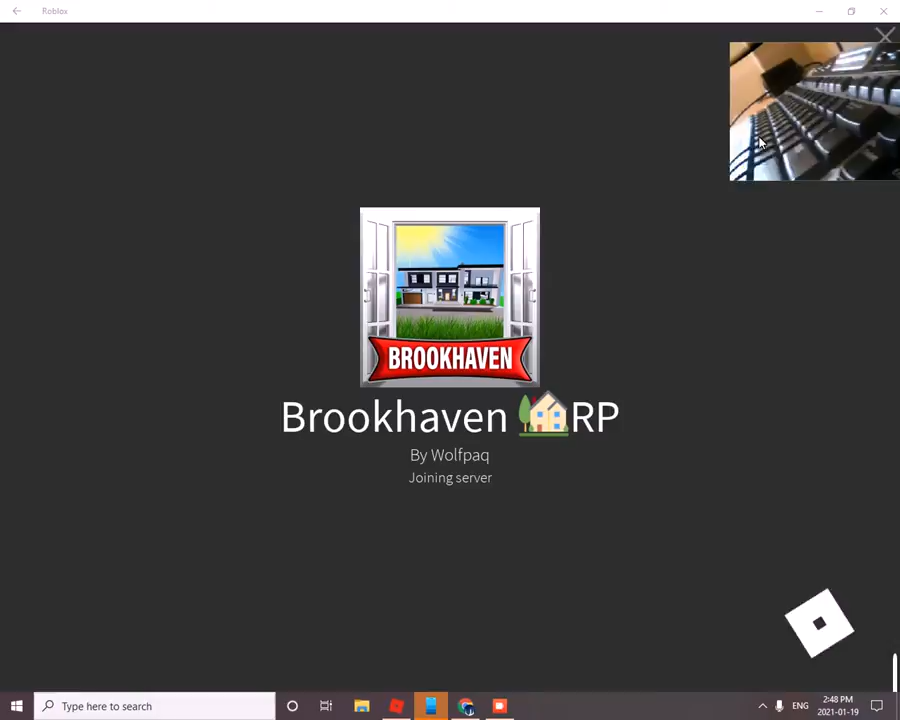 Roblox
BROOKHAVEN
Brookhaven 🏡RP
By Wolfpaq
Joining server
Type here to search
ENG
2:48 PM
2021-01-19